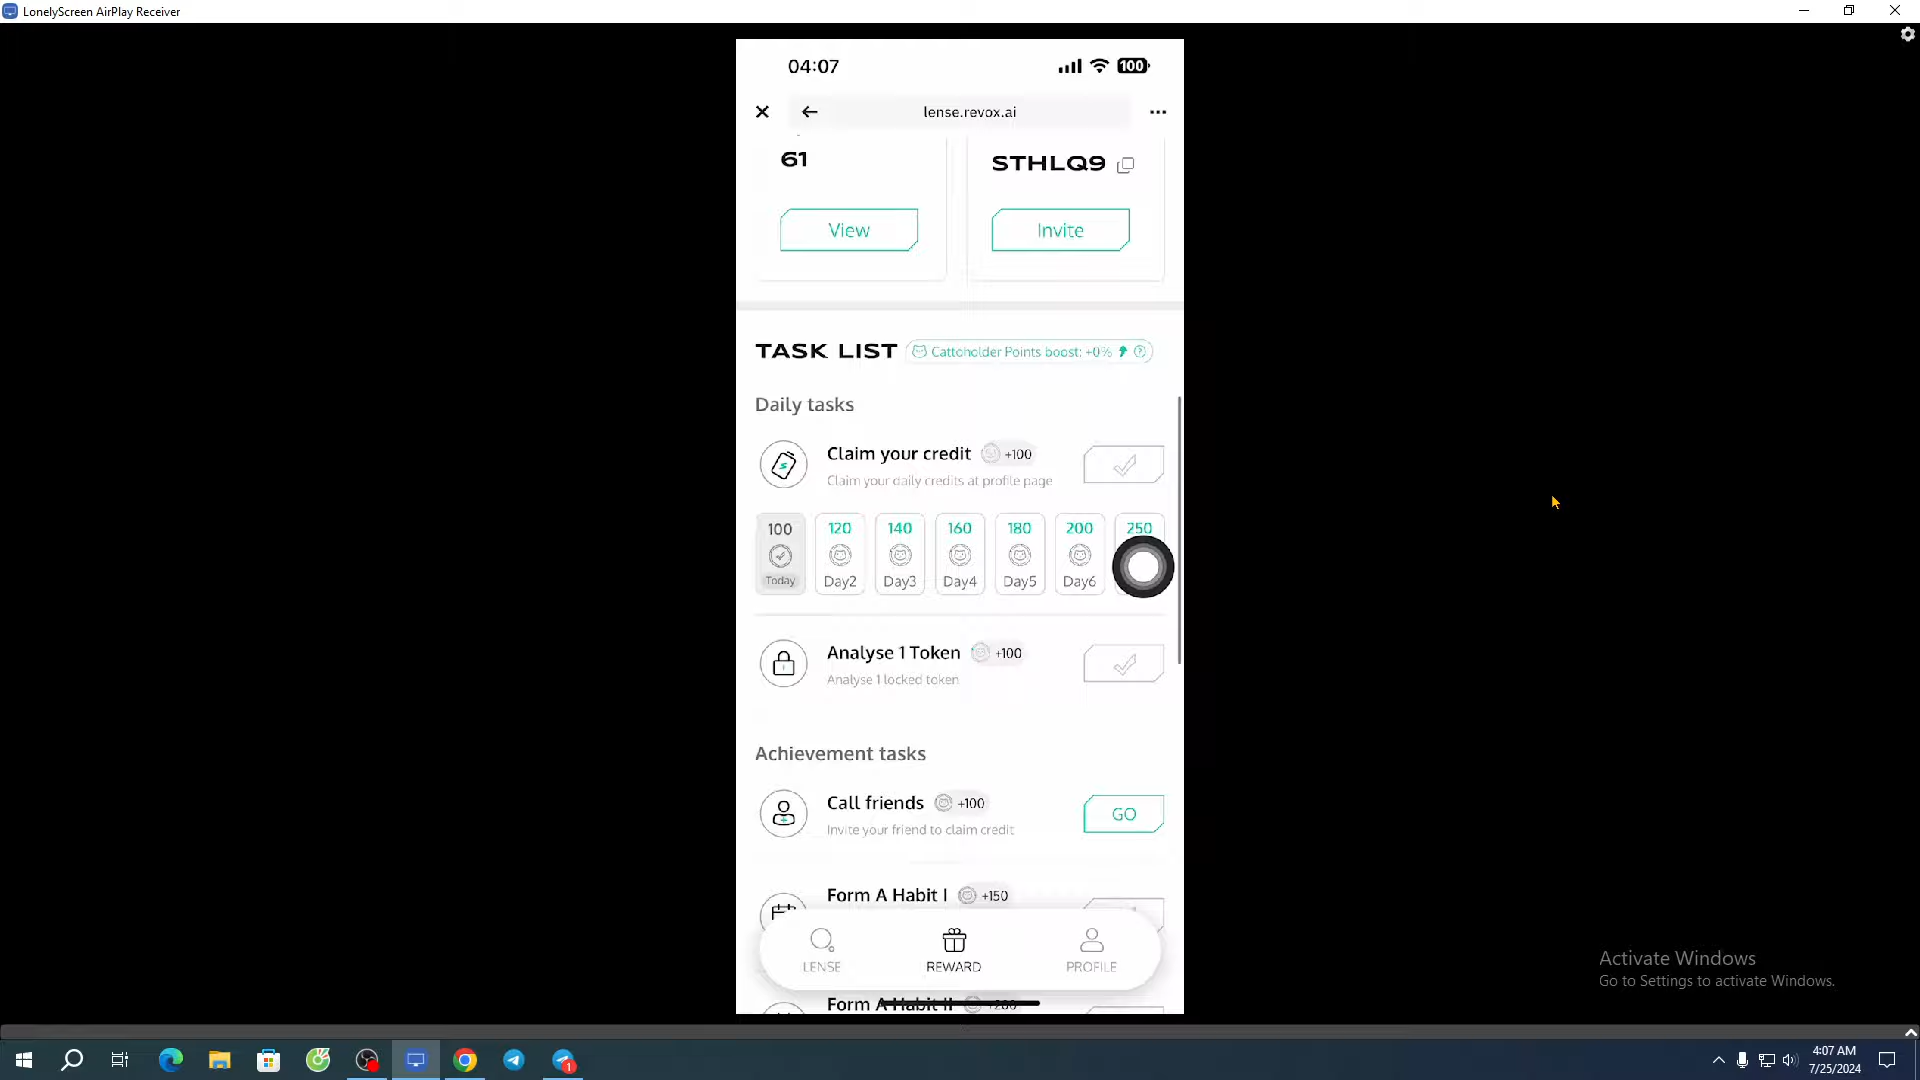 LonelyScreen AirPlay Receiver
04:07
100
lense.revox.ai
61
STHLQ9
View
Invite
TASK LIST
Cattoholder Points boost: +0%
Daily tasks
Claim your credit +100
Claim your daily credits at profile page
100 120 140 160 180 200 250
Today Day2 Day3 Day4 Day5 Day6
Analyse 1 Token +100
Analyse 1 locked token
Achievement tasks
Call friends +100
Invite your friend to claim credit
GO
Form A Habit I +150
LENSE REWARD PROFILE
Form A Habit II +200
Activate Windows
Go to Settings to activate Windows.
1
4:07 AM
7/25/2024